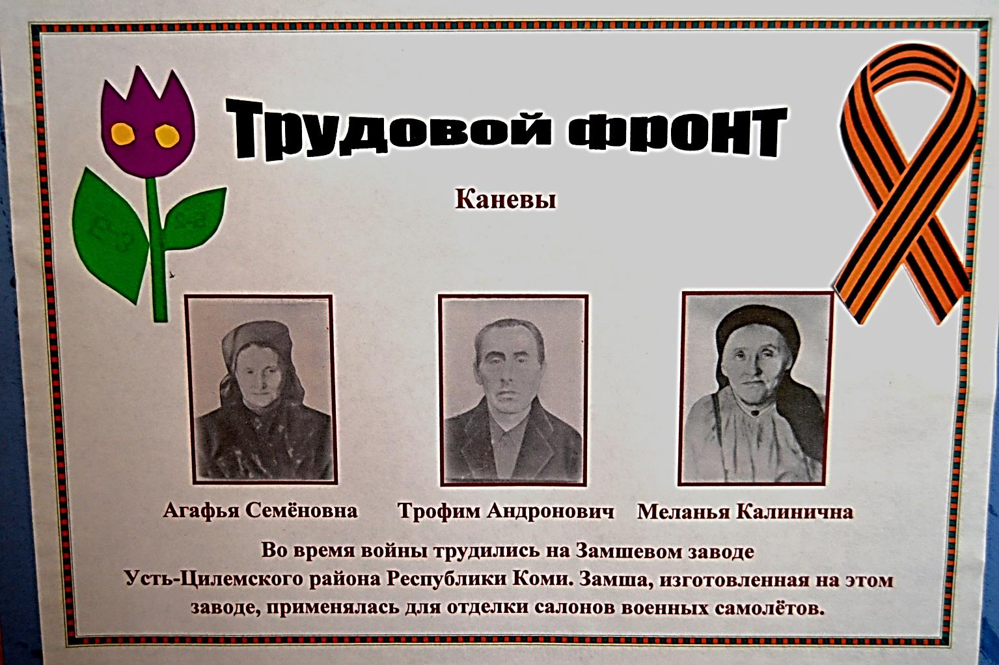 Трудовой фронт
Каневы
Агафья Семёновна
Трофим Андронович
Меланья Калинична
Во время войны трудились на Замшевом заводе
Усть-Цилемского района Республики Коми. Замша, изготовленная на этом
заводе, применялась для отделки салонов военных самолётов.